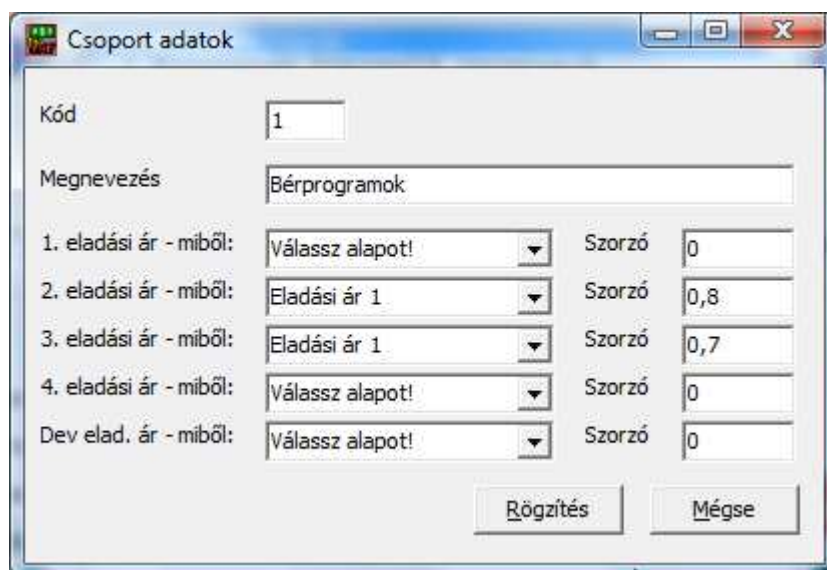 Csoport adatok
Kód 1
Megnevezés Bérprogramok
1. eladási ár - miből: Válassz alapot! Szorzó 0
2. eladási ár - miből: Eladási ár 1 Szorzó 0,8
3. eladási ár - miből: Eladási ár 1 Szorzó 0,7
4. eladási ár - miből: Válassz alapot! Szorzó 0
Dev elad. ár - miből: Válassz alapot! Szorzó 0
Rögzítés Mégse